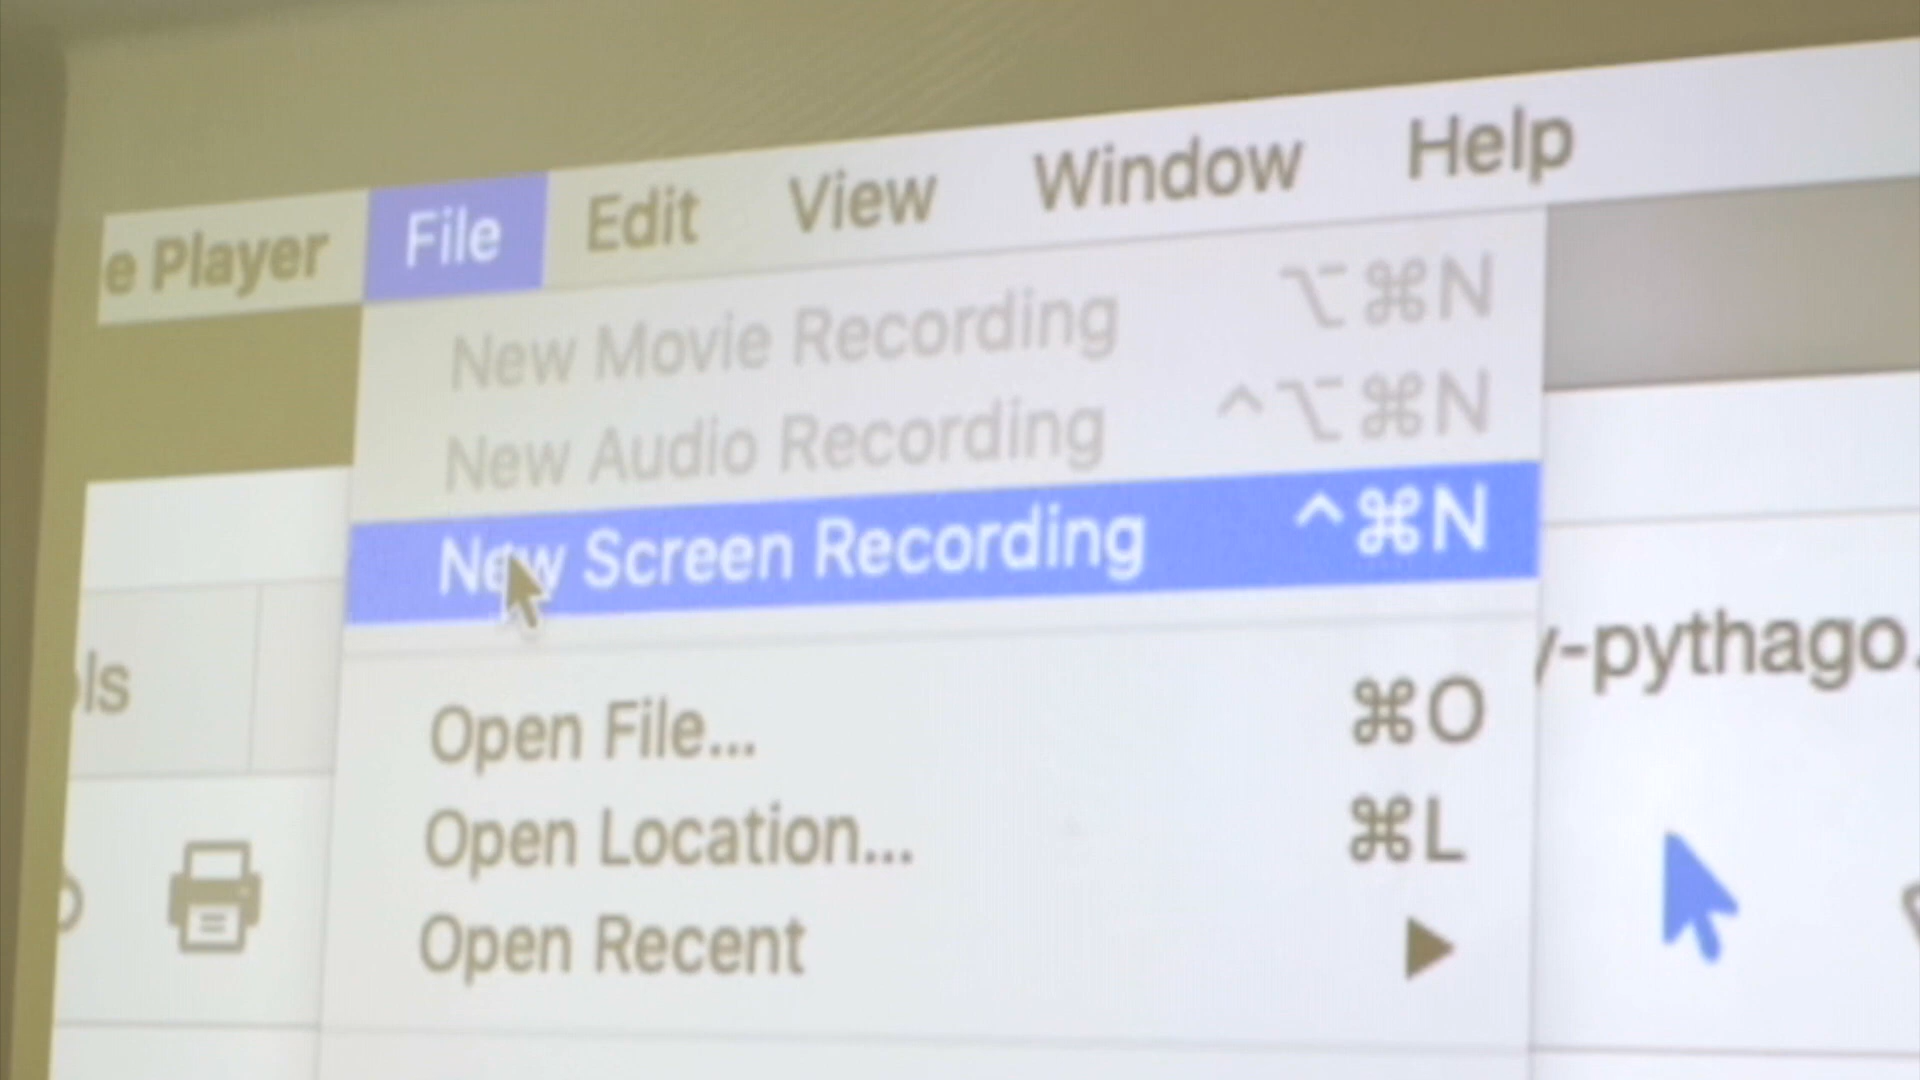 e Player File Edit View Window Help
New Movie Recording ⌥⌘N
New Audio Recording ^⌥⌘N
New Screen Recording ^⌘N
ls
y-pythago.
Open File... ⌘O
Open Location... ⌘L
Open Recent ▶